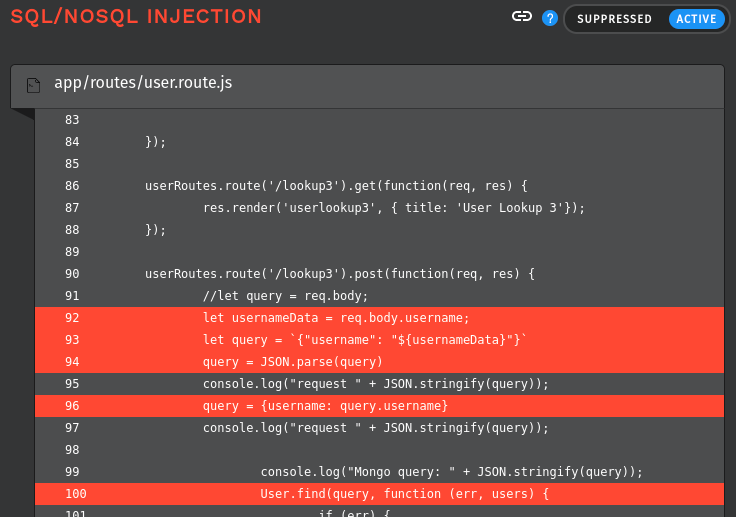 SQL/NOSQL INJECTION
? SUPPRESSED ACTIVE
app/routes/user.route.js
83
84 });
85
86 userRoutes.route('/lookup3').get(function(req, res) {
87 res.render('userlookup3', { title: 'User Lookup 3'});
88 });
89
90 userRoutes.route('/lookup3').post(function(req, res) {
91 //let query = req.body;
92 let usernameData = req.body.username;
93 let query = `{"username": "${usernameData}"}`
94 query = JSON.parse(query)
95 console.log("request " + JSON.stringify(query));
96 query = {username: query.username}
97 console.log("request " + JSON.stringify(query));
98
99 console.log("Mongo query: " + JSON.stringify(query));
100 User.find(query, function (err, users) {
101 if (err) {